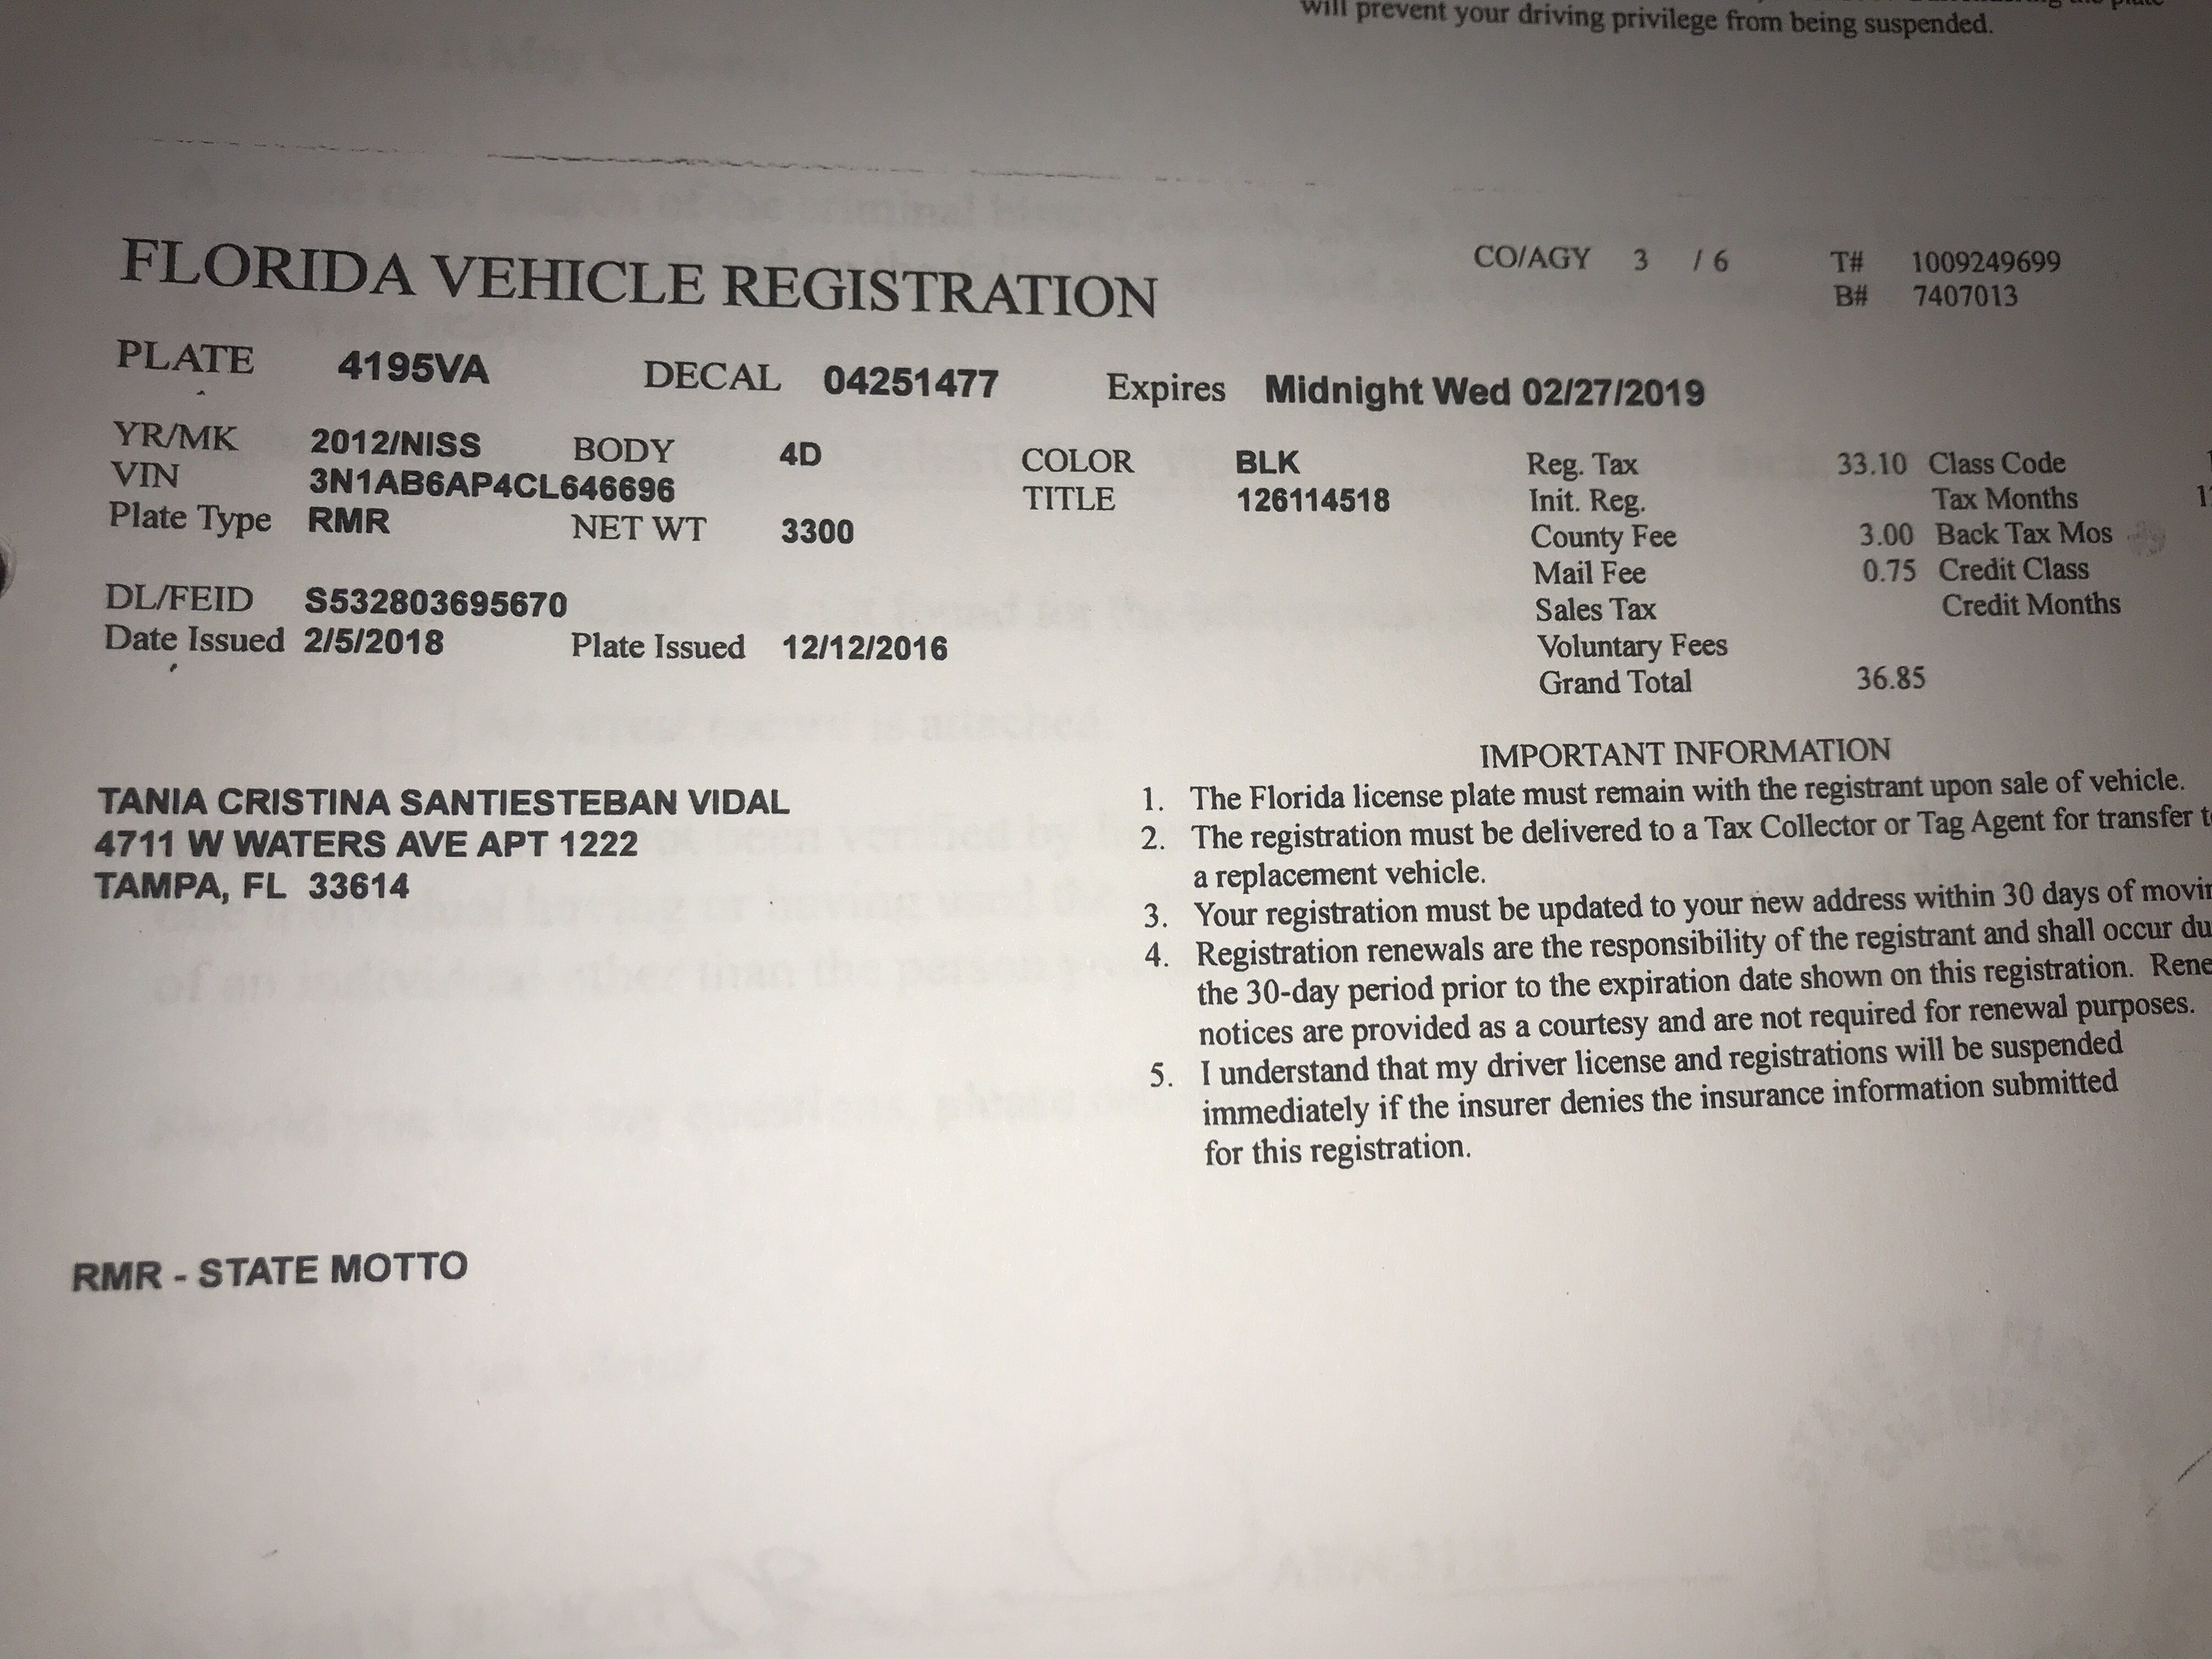 will prevent your driving privilege from being suspended.
FLORIDA VEHICLE REGISTRATION
CO/AGY 3 / 6 T# 1009249699
B# 7407013
PLATE 4195VA DECAL 04251477 Expires Midnight Wed 02/27/2019
YR/MK 2012/NISS BODY 4D COLOR BLK Reg. Tax 33.10 Class Code
VIN 3N1AB6AP4CL646696 TITLE 126114518 Init. Reg. Tax Months
Plate Type RMR NET WT 3300 County Fee 3.00 Back Tax Mos
Mail Fee 0.75 Credit Class
DL/FEID S532803695670 Sales Tax Credit Months
Date Issued 2/5/2018 Plate Issued 12/12/2016 Voluntary Fees
Grand Total 36.85
IMPORTANT INFORMATION
TANIA CRISTINA SANTIESTEBAN VIDAL
4711 W WATERS AVE APT 1222
TAMPA, FL 33614
1. The Florida license plate must remain with the registrant upon sale of vehicle.
2. The registration must be delivered to a Tax Collector or Tag Agent for transfer
a replacement vehicle.
3. Your registration must be updated to your new address within 30 days of
4. Registration renewals are the responsibility of the registrant and shall occur
the 30-day period prior to the expiration date shown on this registration.
notices are provided as a courtesy and are not required for renewal purposes.
5. I understand that my driver license and registrations will be suspended
immediately if the insurer denies the insurance information submitted
for this registration.
RMR - STATE MOTTO